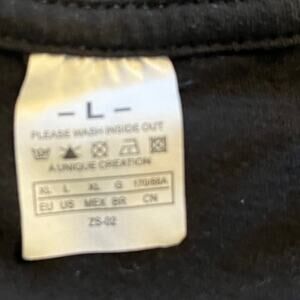 - L -
PLEASE WASH INSIDE OUT
A UNIQUE CREATION
XL L XL G 170/88A
EU US MEX BR CN
ZS-02